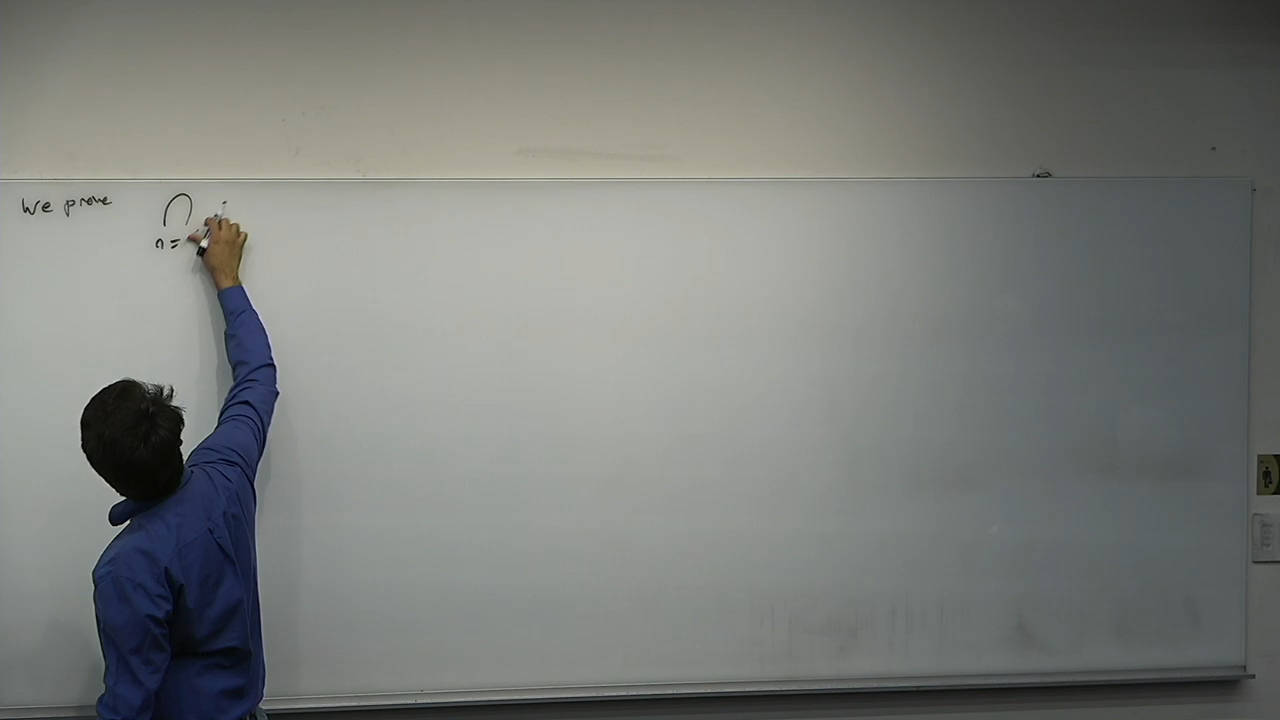 We prove ∩
n =